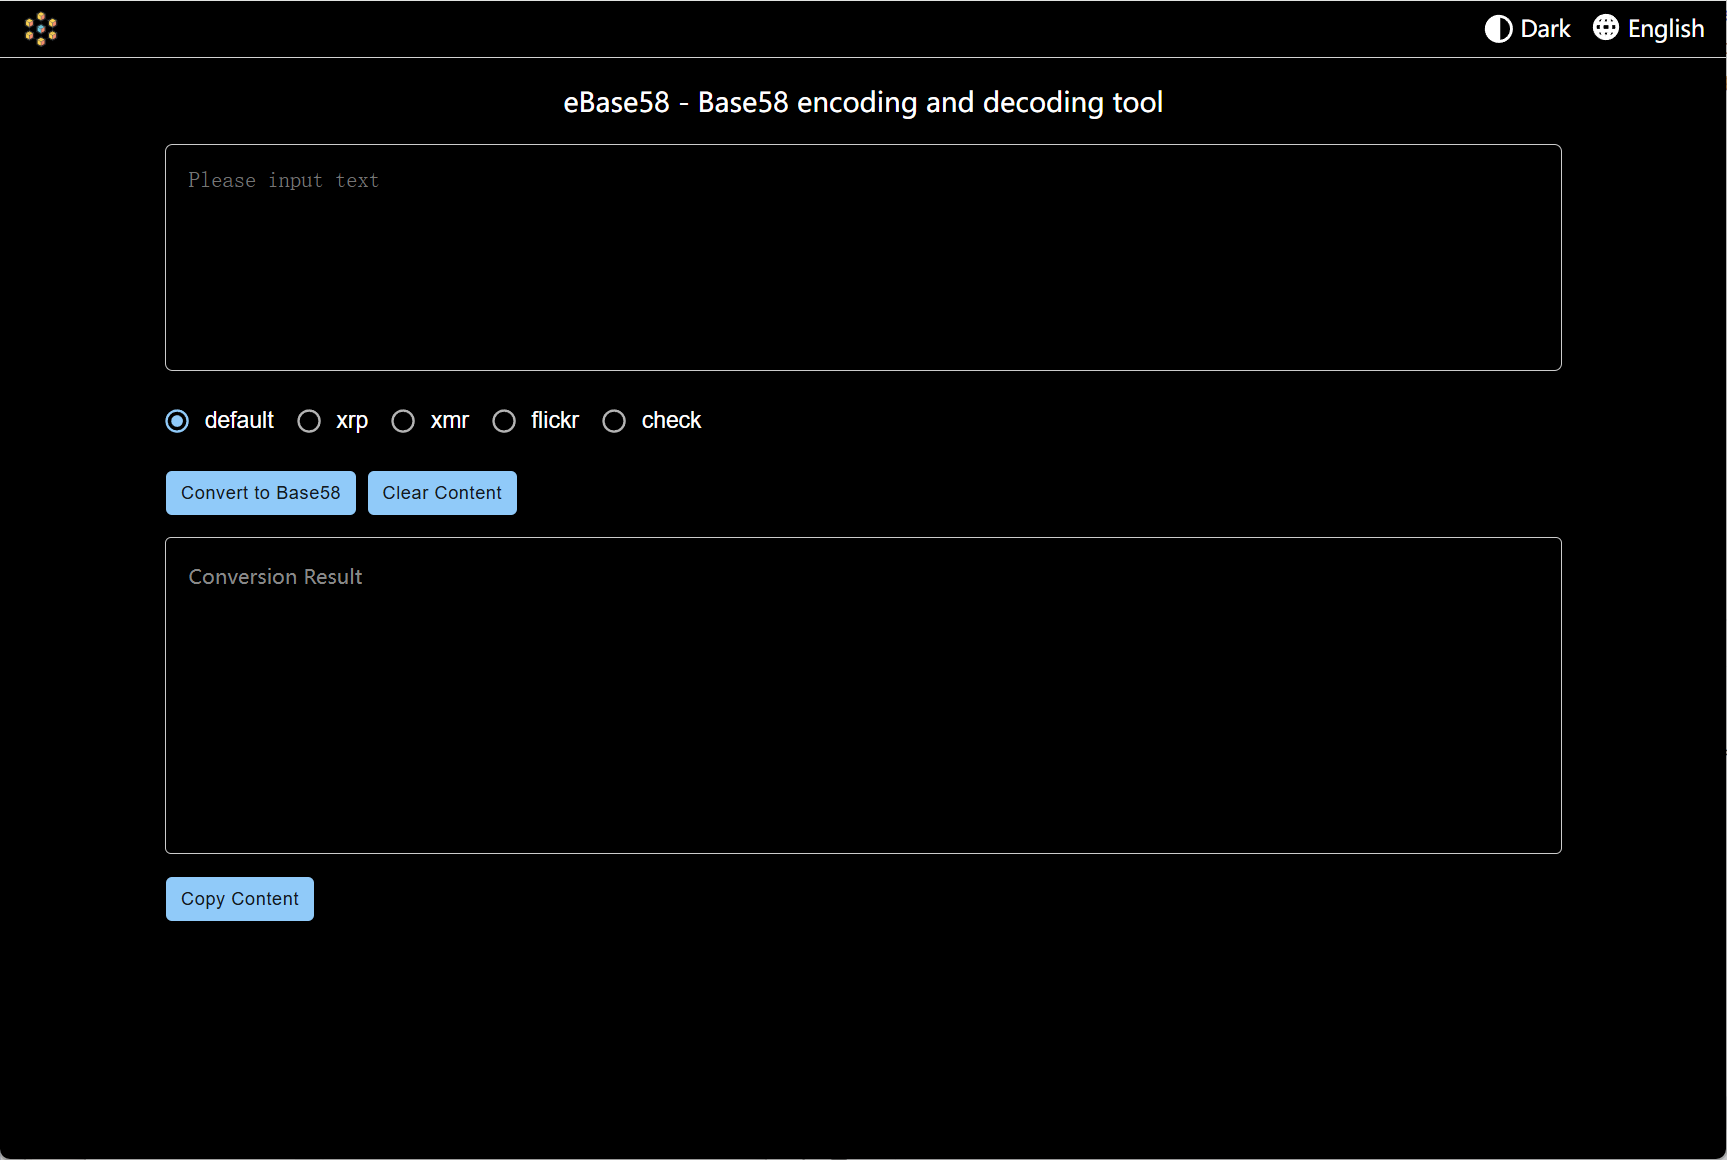 Dark English
eBase58 - Base58 encoding and decoding tool
Please input text
default xrp xmr flickr check
Convert to Base58 Clear Content
Conversion Result
Copy Content